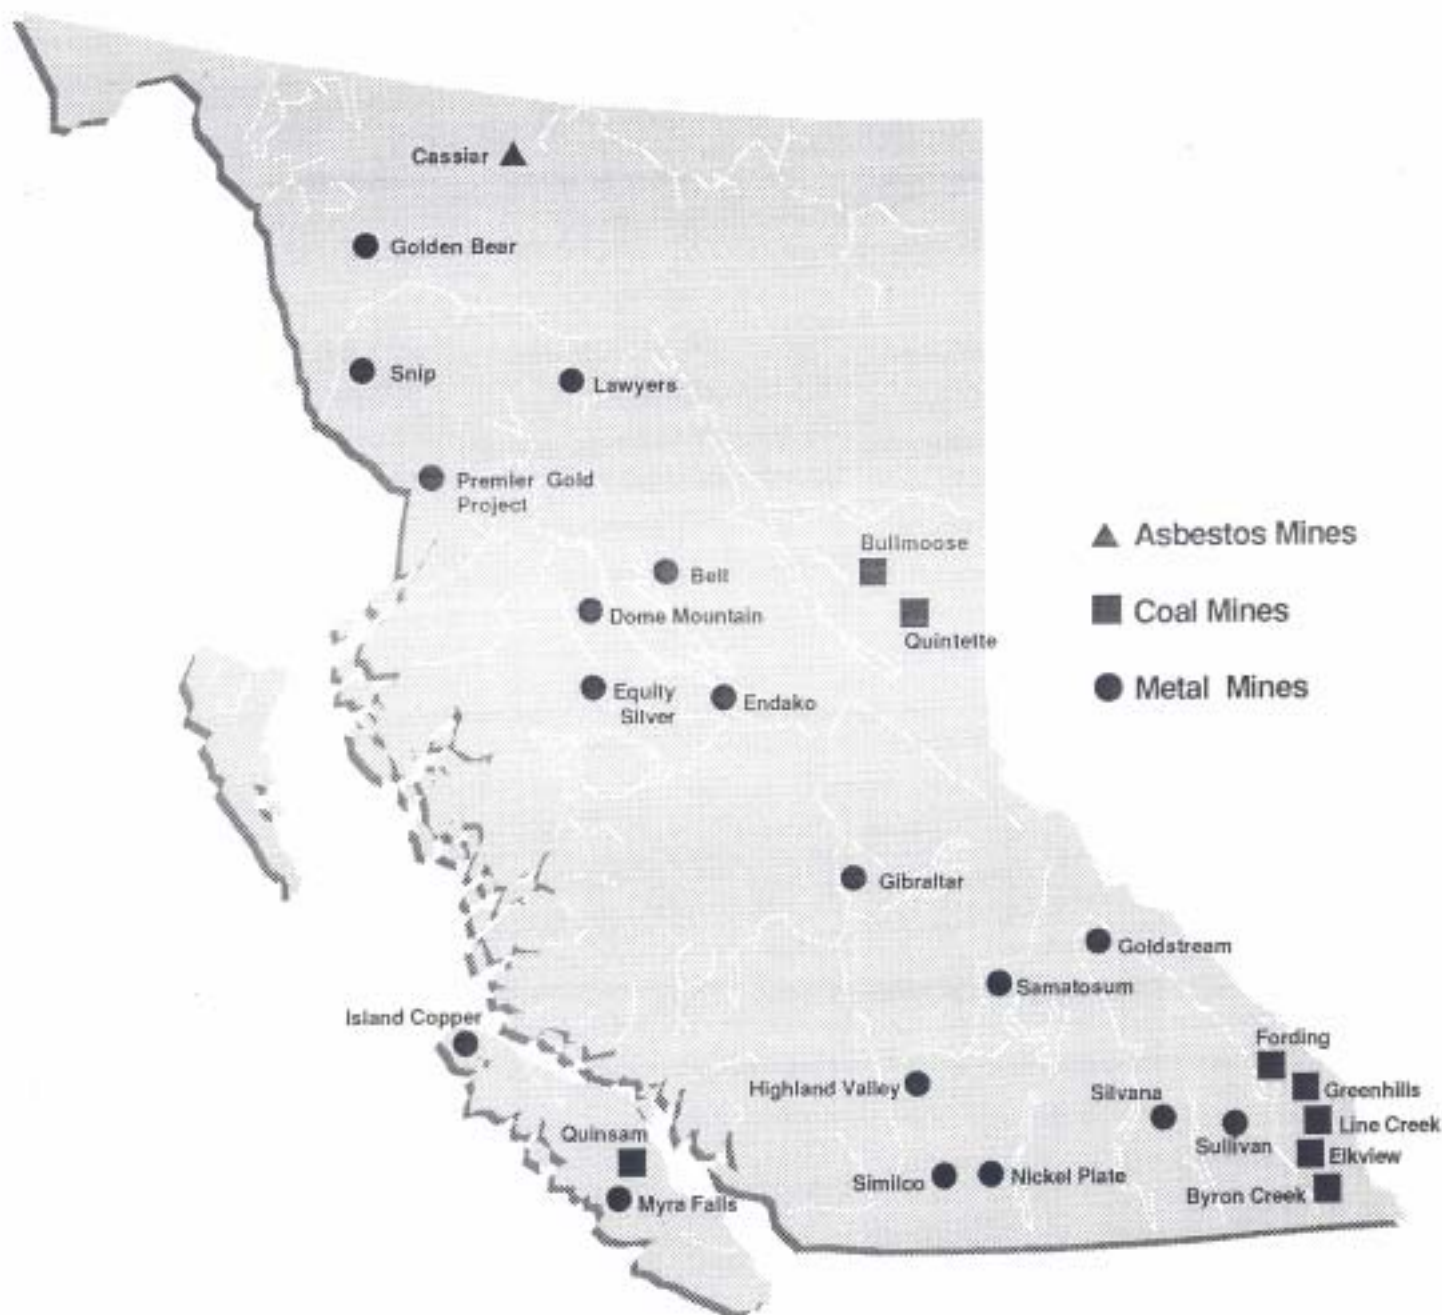 Cassiar
Golden Bear
Snip
Lawyers
Premier Gold
Project
Bullmoose
Asbestos Mines
Bell
Coal Mines
Dome Mountain
Quintette
Equity
Silver
Endako
Metal Mines
Gibraltar
Goldstream
Samatosum
Island Copper
Fording
Highland Valley
Silvana
Greenhills
Line Creek
Quinsam
Sullivan
Elkview
Similco
Nickel Plate
Byron Creek
Myra Falls